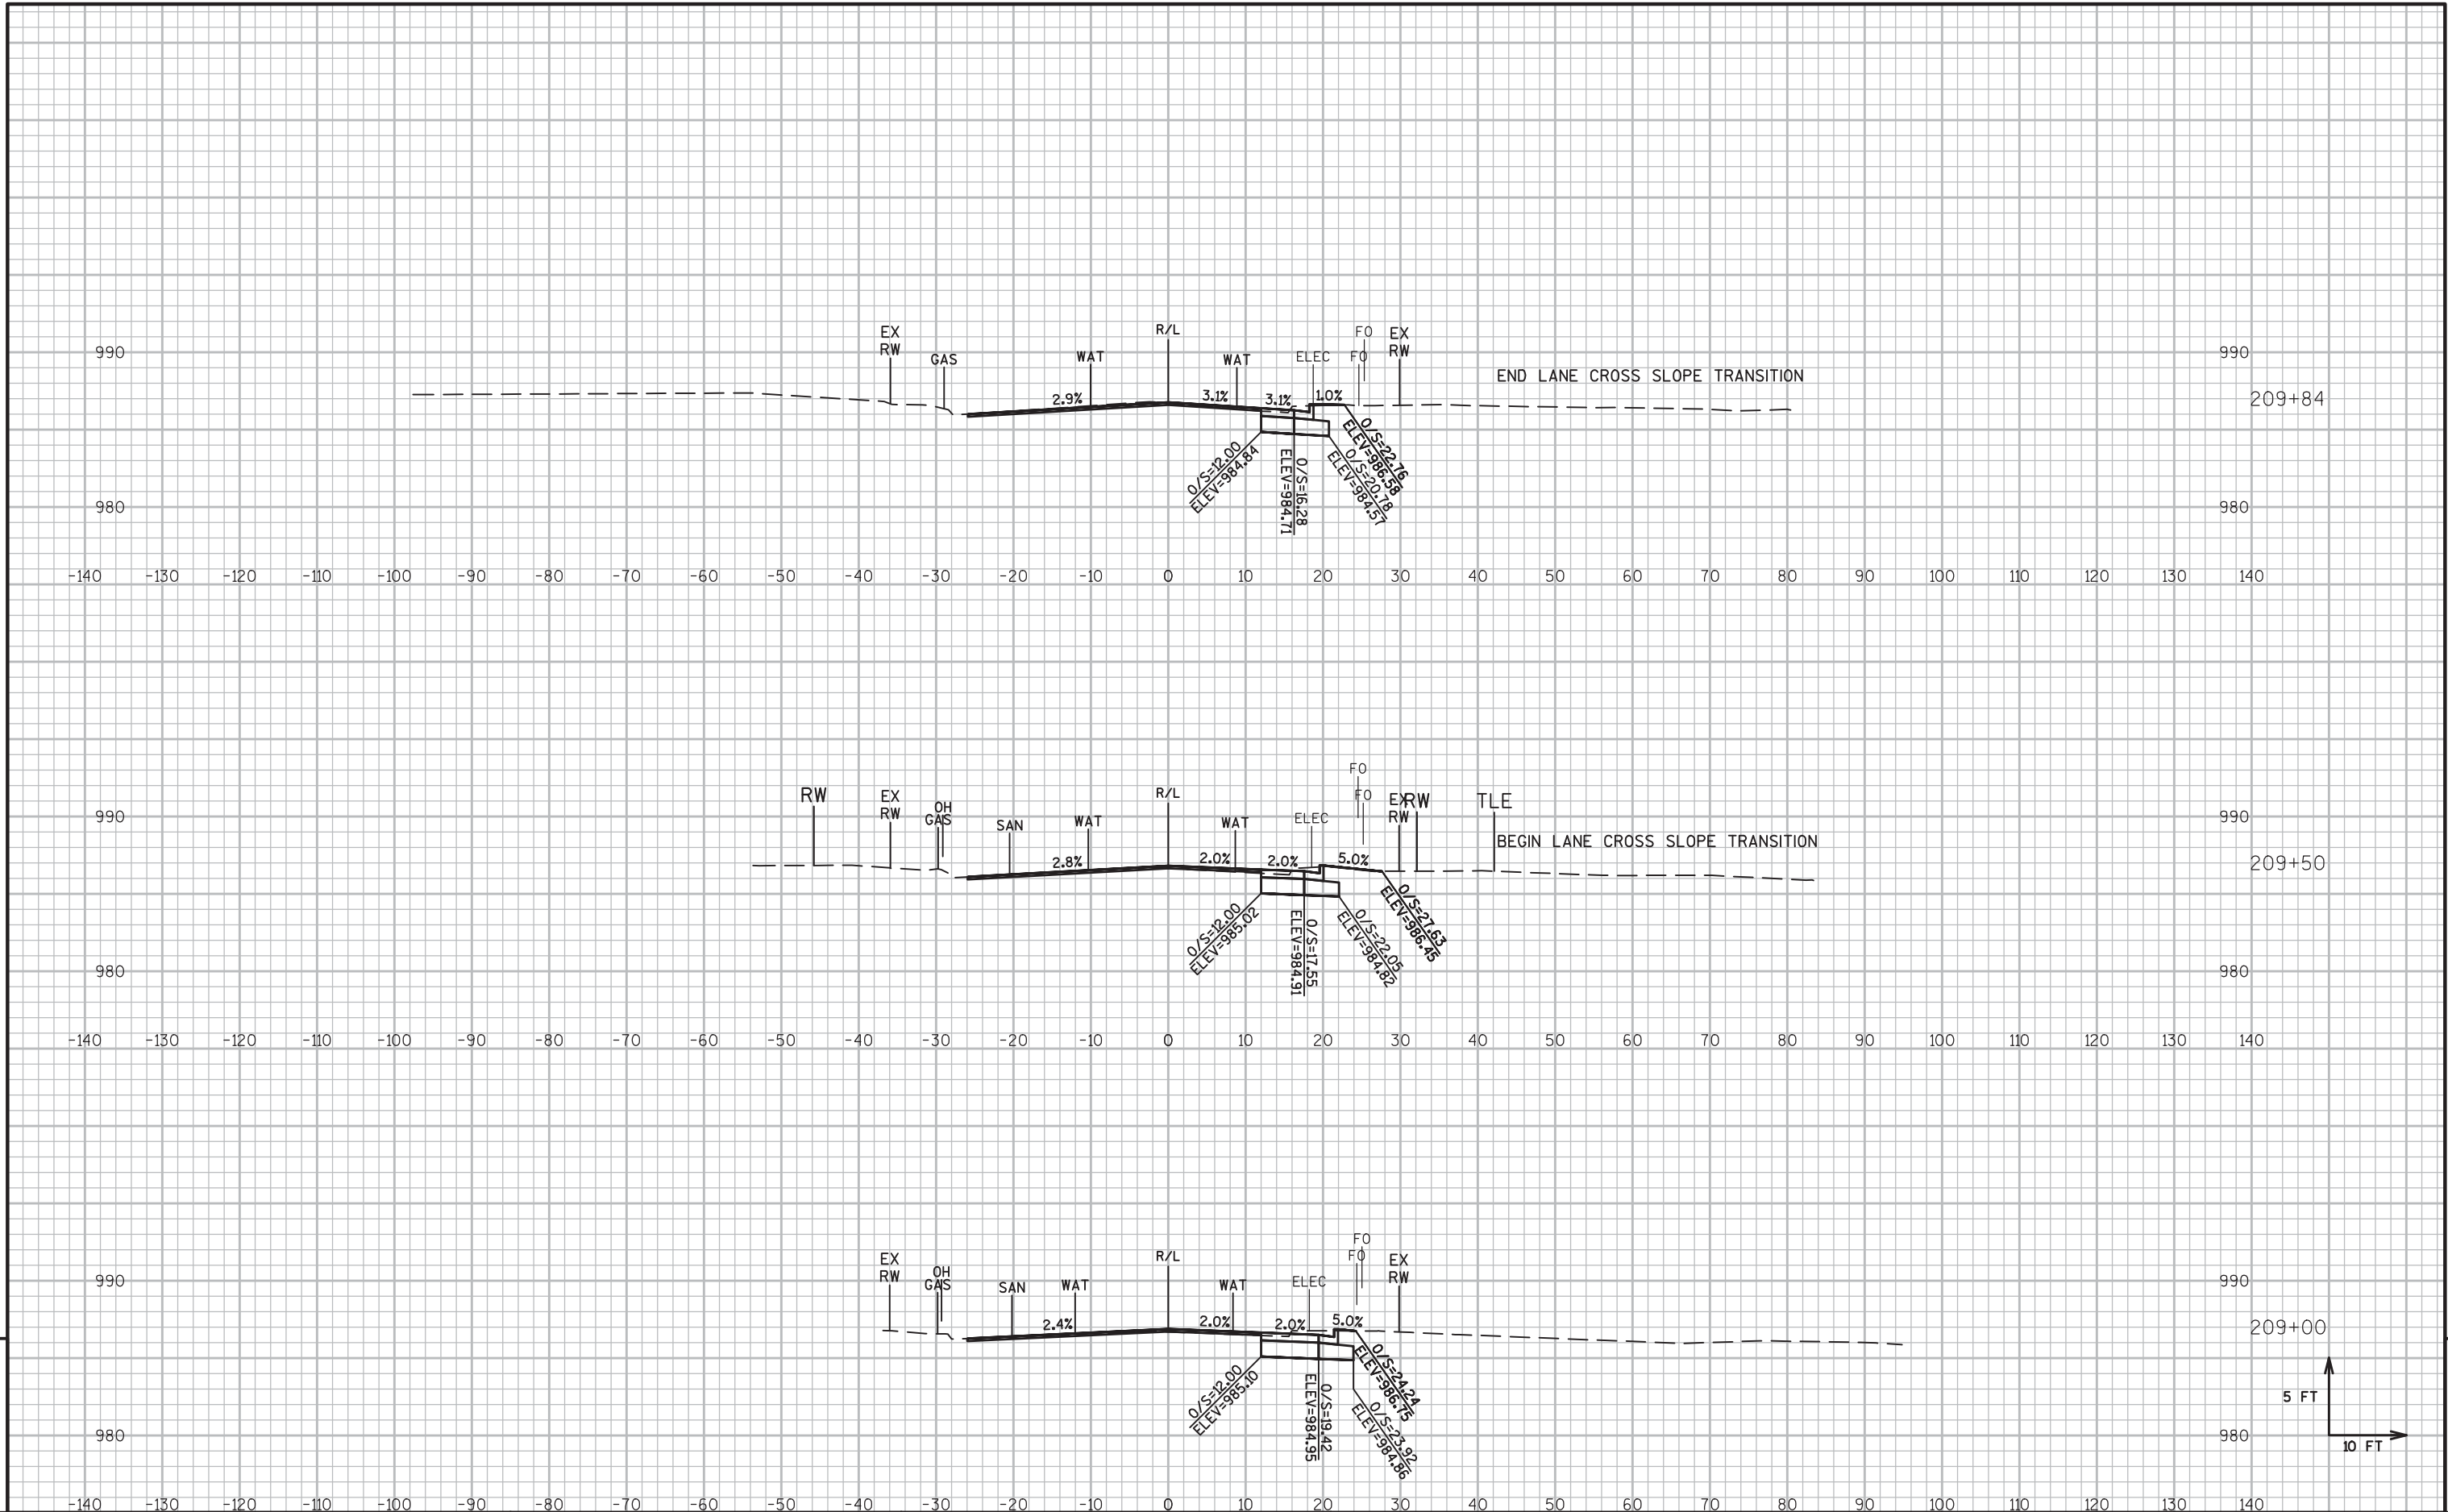 EX
RW
GAS
WAT
R/L
WAT
ELEC
FO
FO
EX
RW
990
990
END LANE CROSS SLOPE TRANSITION
2.9%
3.1%
3.1%
1.0%
209+84
O/S=12.00
ELEV=984.84
O/S=16.28
ELEV=984.71
O/S=22.76
ELEV=986.58
O/S=20.78
ELEV=984.57
980
980
-140 -130 -120 -110 -100 -90 -80 -70 -60 -50 -40 -30 -20 -10 0 10 20 30 40 50 60 70 80 90 100 110 120 130 140
RW
EX
RW
OH
GAS
SAN
WAT
R/L
WAT
ELEC
FO
FO
EX
RW
RW
TLE
990
990
BEGIN LANE CROSS SLOPE TRANSITION
2.8%
2.0%
2.0%
5.0%
209+50
O/S=12.00
ELEV=985.02
O/S=17.55
ELEV=984.91
O/S=27.63
ELEV=986.45
O/S=22.05
ELEV=984.82
980
980
-140 -130 -120 -110 -100 -90 -80 -70 -60 -50 -40 -30 -20 -10 0 10 20 30 40 50 60 70 80 90 100 110 120 130 140
EX
RW
OH
GAS
SAN
WAT
R/L
WAT
ELEC
FO
FO
EX
RW
990
990
2.4%
2.0%
2.0%
5.0%
209+00
O/S=12.00
ELEV=985.10
O/S=19.42
ELEV=984.95
O/S=24.24
ELEV=986.75
O/S=23.92
ELEV=984.86
980
980
5 FT
10 FT
-140 -130 -120 -110 -100 -90 -80 -70 -60 -50 -40 -30 -20 -10 0 10 20 30 40 50 60 70 80 90 100 110 120 130 140